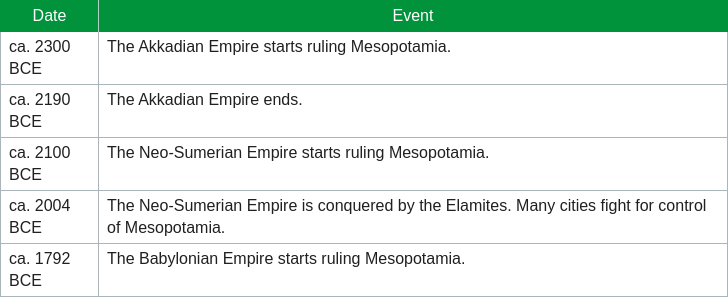 Date Event
ca. 2300 The Akkadian Empire starts ruling Mesopotamia.
BCE
ca. 2190 The Akkadian Empire ends.
BCE
ca. 2100 The Neo-Sumerian Empire starts ruling Mesopotamia.
BCE
ca. 2004 The Neo-Sumerian Empire is conquered by the Elamites. Many cities fight for control
BCE of Mesopotamia.
ca. 1792 The Babylonian Empire starts ruling Mesopotamia.
BCE